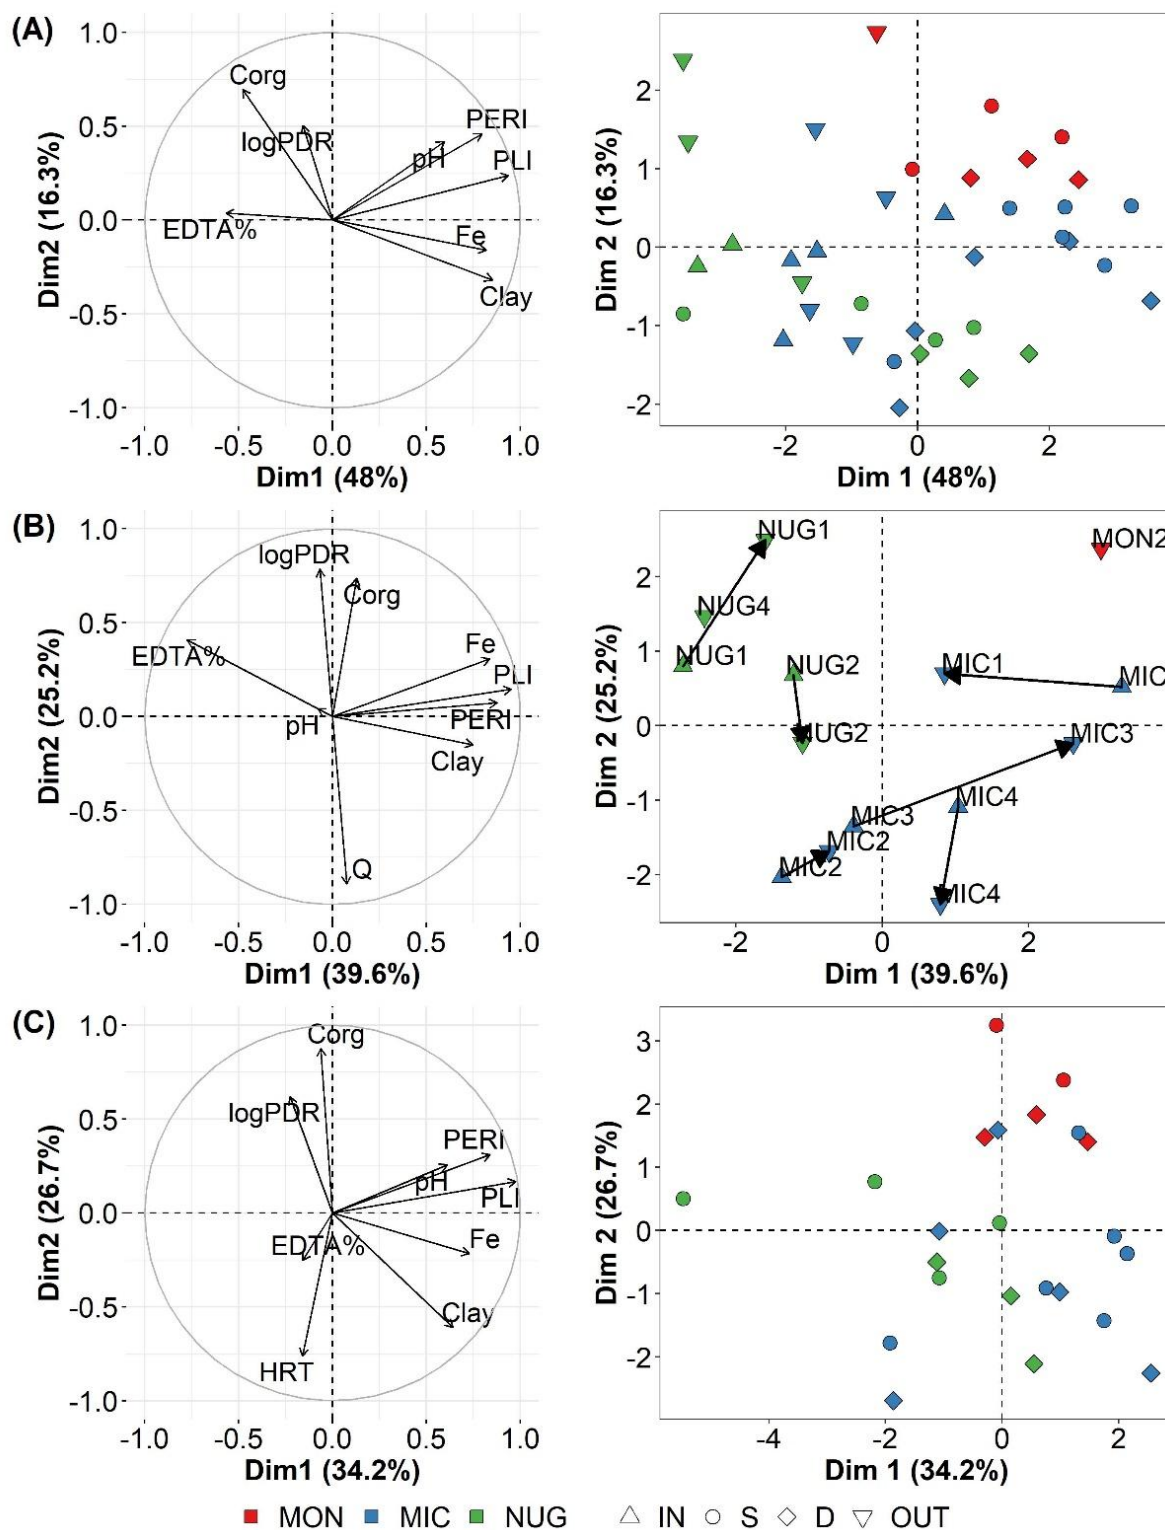 (A)
1.0
0.5
0.0
-0.5
-1.0
Dim2 (16.3%)
Corg
logPDR
PERI
pH
PLI
EDTA%
Fe
Clay
-1.0 -0.5 0.0 0.5 1.0
Dim1 (48%)
2
1
0
-1
-2
Dim 2 (16.3%)
-2 0 2
Dim 1 (48%)
(B)
1.0
0.5
0.0
-0.5
-1.0
Dim2 (25.2%)
logPDR
Corg
EDTA%
Fe
PLI
pH
PERI
Clay
Q
-1.0 -0.5 0.0 0.5 1.0
Dim1 (39.6%)
2
1
0
-1
-2
Dim 2 (25.2%)
NUG1
MON2
NUG4
NUG1
NUG2
MIC1
MIC
NUG2
MIC3
MIC4
MIC3
MIC2
MIC2
MIC4
-2 0 2
Dim 1 (39.6%)
(C)
1.0
0.5
0.0
-0.5
-1.0
Dim2 (26.7%)
Corg
logPDR
PERI
pH
PLI
EDTA%
Fe
Clay
HRT
-1.0 -0.5 0.0 0.5 1.0
Dim1 (34.2%)
3
2
1
0
-1
-2
Dim 2 (26.7%)
-4 -2 0 2
Dim 1 (34.2%)
MON MIC NUG IN S D OUT